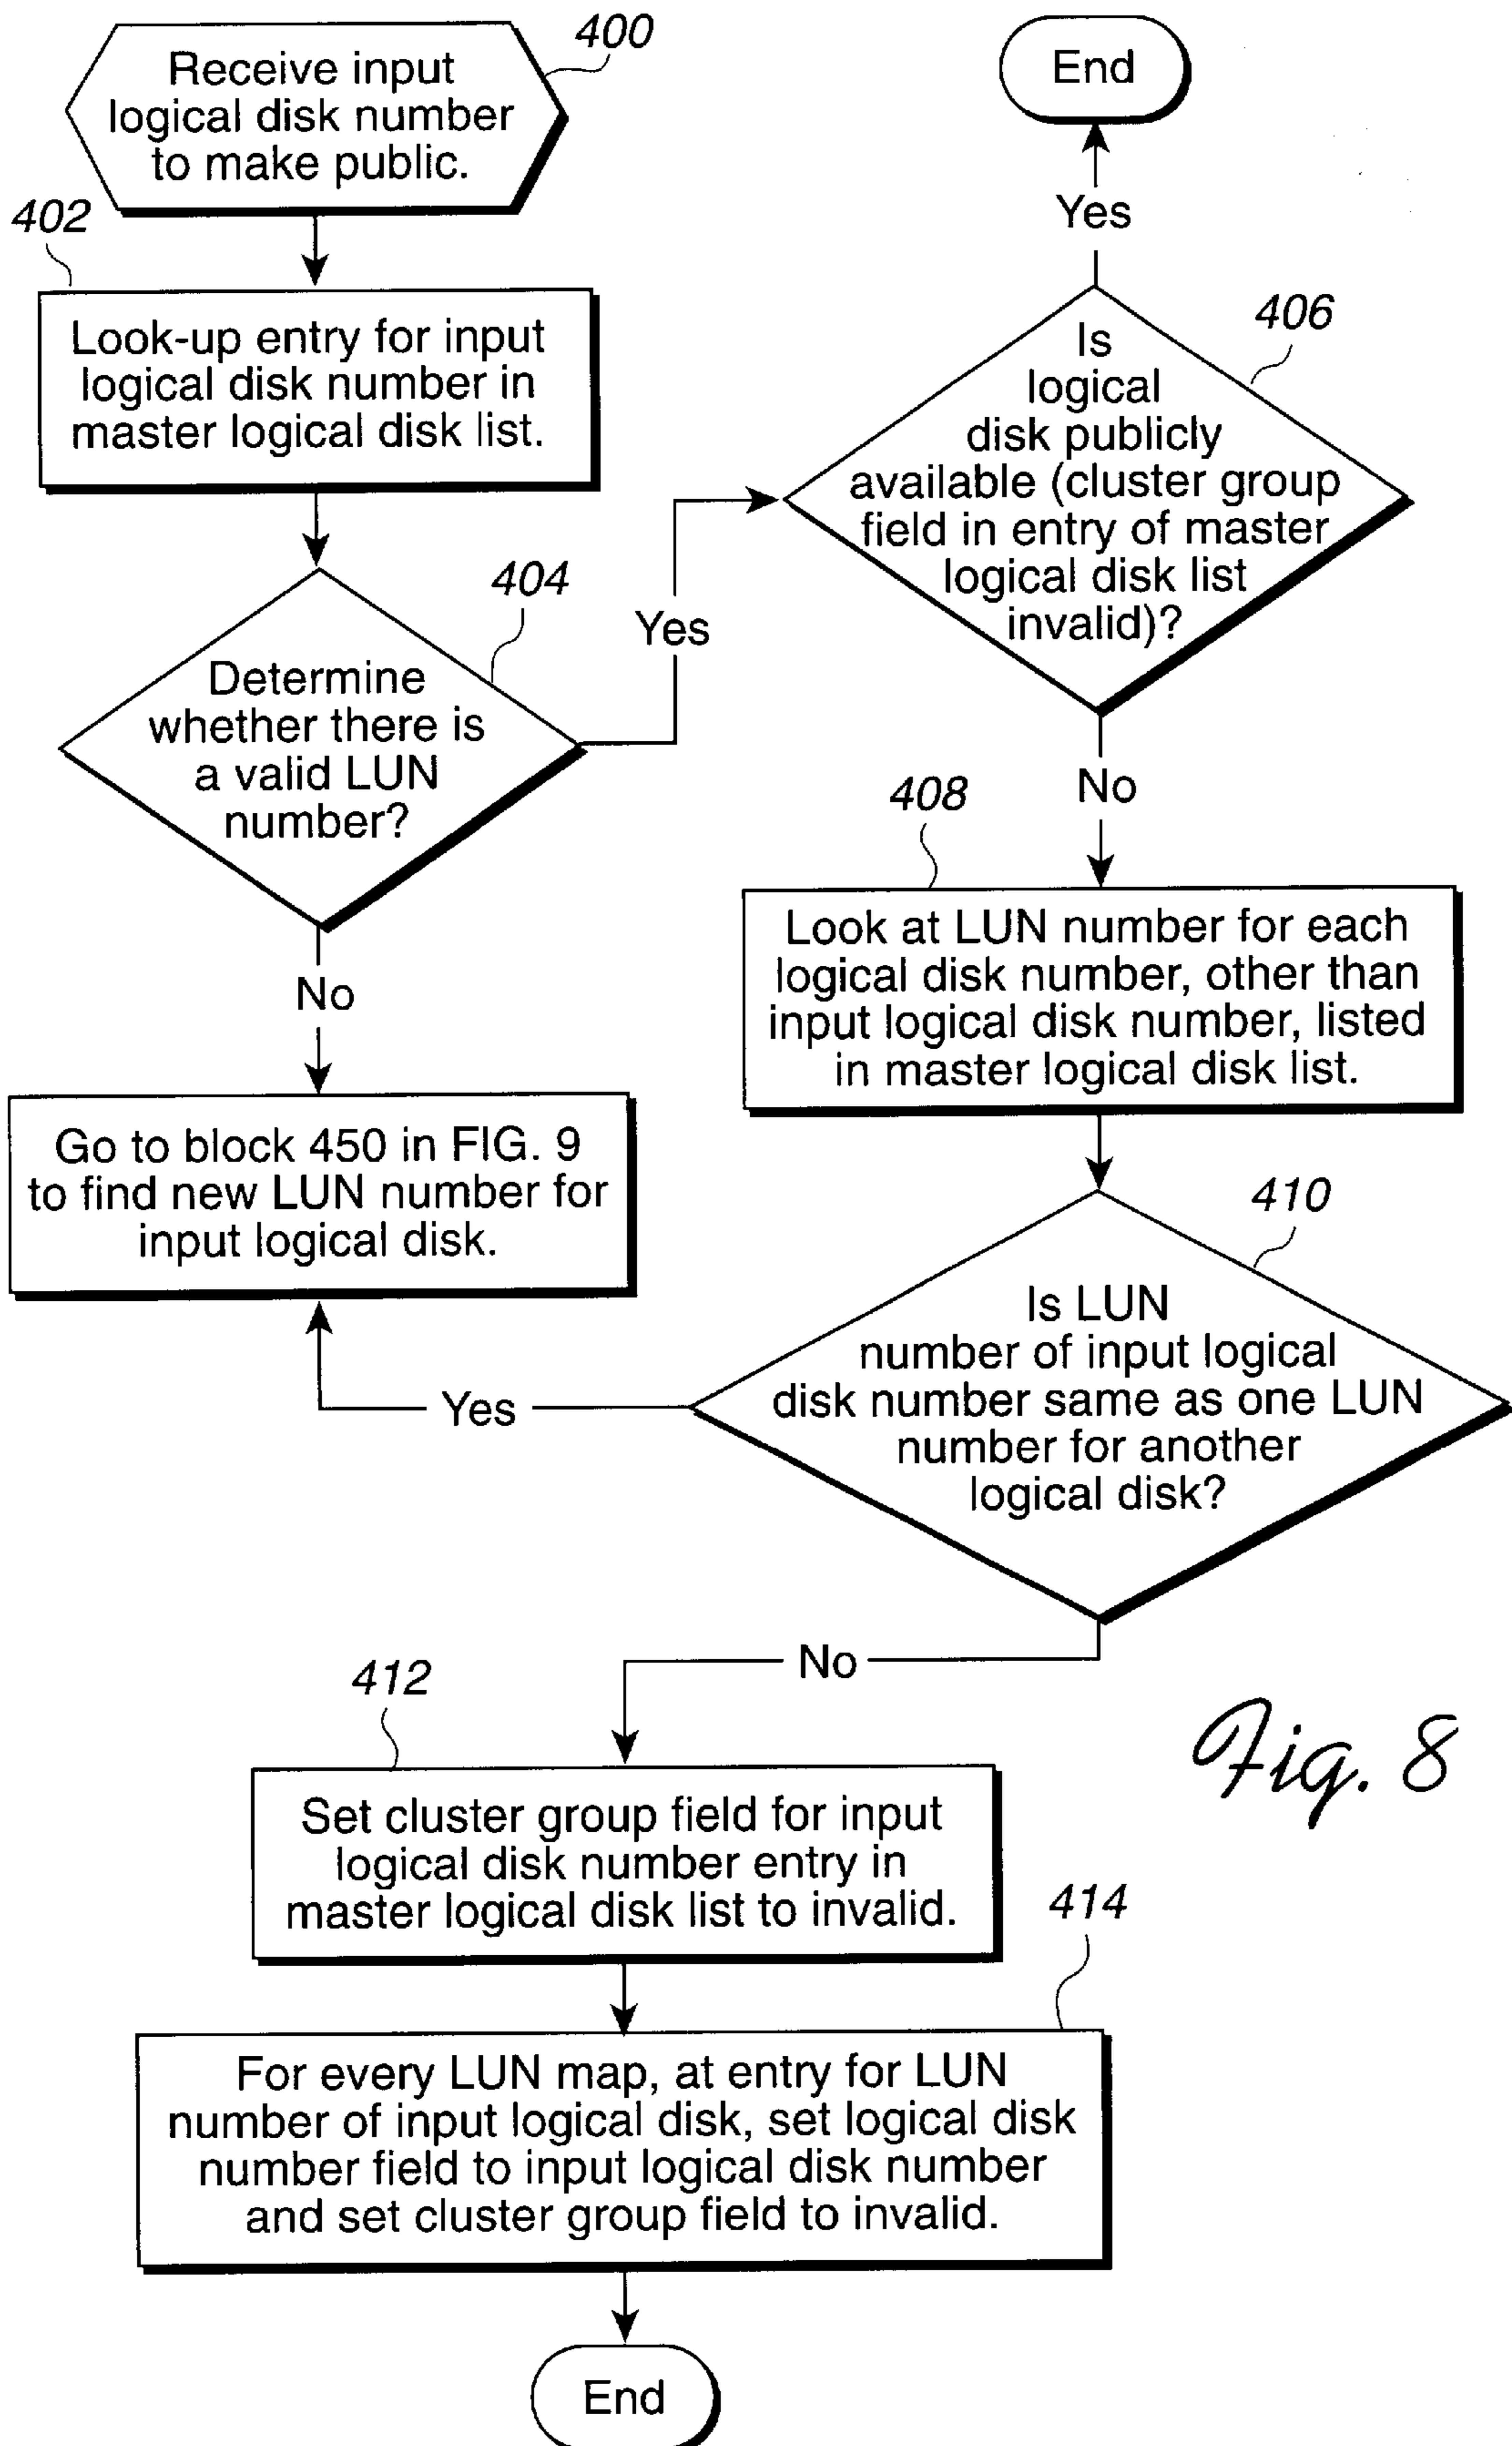 400
Receive input
logical disk number
to make public.
402
Look-up entry for input
logical disk number in
master logical disk list.
404
Determine
whether there is
a valid LUN
number?
Yes
No
Go to block 450 in FIG. 9
to find new LUN number for
input logical disk.
End
Yes
406
Is
logical
disk publicly
available (cluster group
field in entry of master
logical disk list
invalid)?
No
408
Look at LUN number for each
logical disk number, other than
input logical disk number, listed
in master logical disk list.
410
Is LUN
number of input logical
disk number same as one LUN
number for another
logical disk?
Yes
No
412
Set cluster group field for input
logical disk number entry in
master logical disk list to invalid.
414
For every LUN map, at entry for LUN
number of input logical disk, set logical disk
number field to input logical disk number
and set cluster group field to invalid.
End
Fig. 8